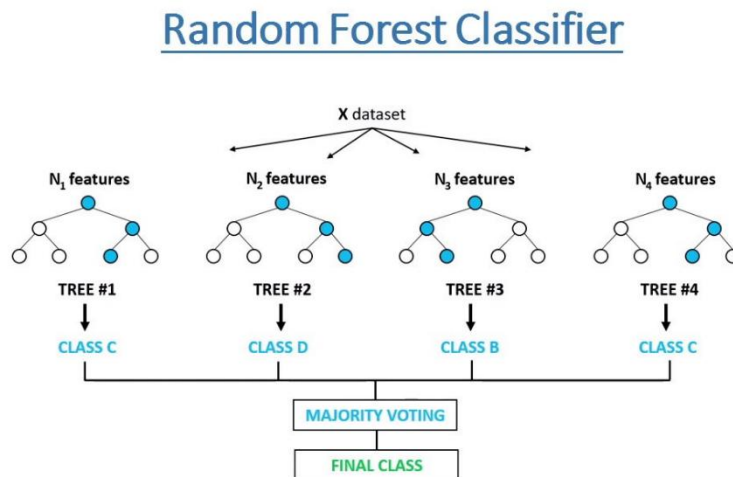 Random Forest Classifier
X dataset
N₁ features N₂ features N₃ features N₄ features
TREE #1 TREE #2 TREE #3 TREE #4
CLASS C CLASS D CLASS B CLASS C
MAJORITY VOTING
FINAL CLASS